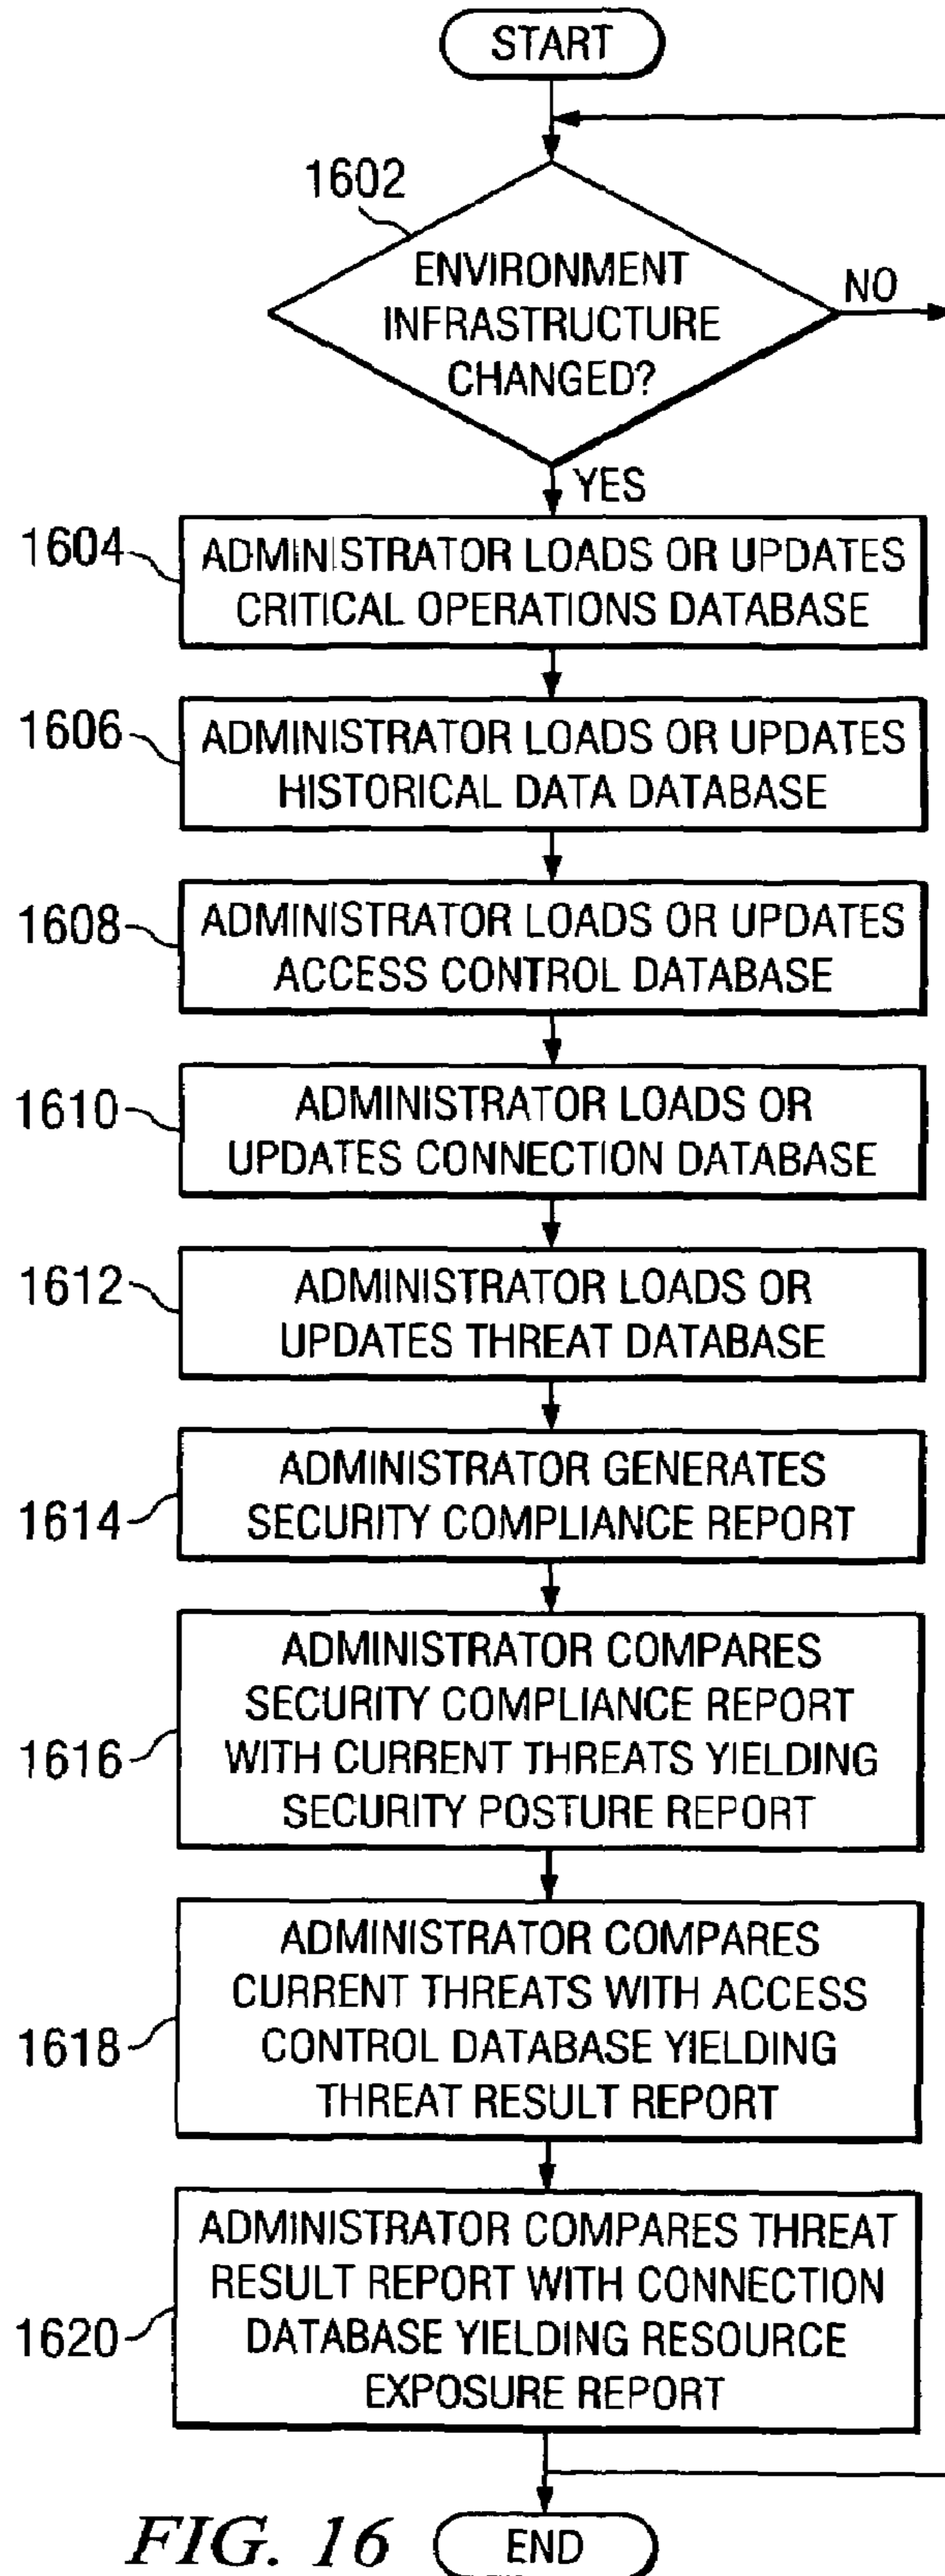 START
1602
ENVIRONMENT
INFRASTRUCTURE
CHANGED?
NO
YES
1604
ADMINISTRATOR LOADS OR UPDATES
CRITICAL OPERATIONS DATABASE
1606
ADMINISTRATOR LOADS OR UPDATES
HISTORICAL DATA DATABASE
1608
ADMINISTRATOR LOADS OR UPDATES
ACCESS CONTROL DATABASE
1610
ADMINISTRATOR LOADS OR
UPDATES CONNECTION DATABASE
1612
ADMINISTRATOR LOADS OR
UPDATES THREAT DATABASE
1614
ADMINISTRATOR GENERATES
SECURITY COMPLIANCE REPORT
1616
ADMINISTRATOR COMPARES
SECURITY COMPLIANCE REPORT
WITH CURRENT THREATS YIELDING
SECURITY POSTURE REPORT
1618
ADMINISTRATOR COMPARES
CURRENT THREATS WITH ACCESS
CONTROL DATABASE YIELDING
THREAT RESULT REPORT
1620
ADMINISTRATOR COMPARES THREAT
RESULT REPORT WITH CONNECTION
DATABASE YIELDING RESOURCE
EXPOSURE REPORT
FIG. 16
END